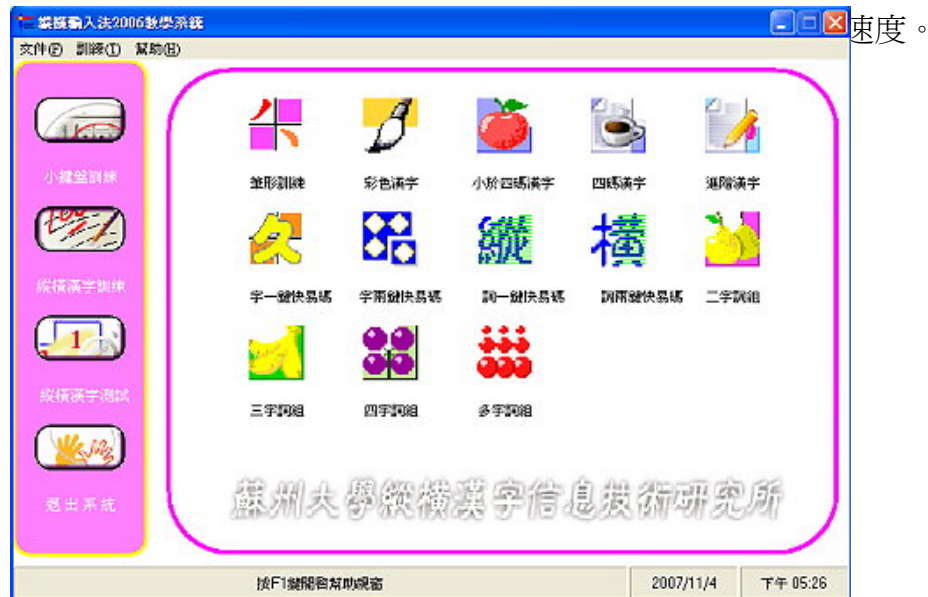 縱橫輸入法2006教學系統
速度。
文件(F) 訓練(T) 幫助(H)
小鍵盤訓練
縱橫漢字訓練
縱橫漢字測試
退出系統
筆形訓練 彩色漢字 小於四碼漢字 四碼漢字 進階漢字
字一鍵快易碼 字兩鍵快易碼 詞一鍵快易碼 詞兩鍵快易碼 二字詞組
三字詞組 四字詞組 多字詞組
蘇州大學縱橫漢字信息技術研究所
按F1鍵開啟幫助視窗 2007/11/4 下午 05:26